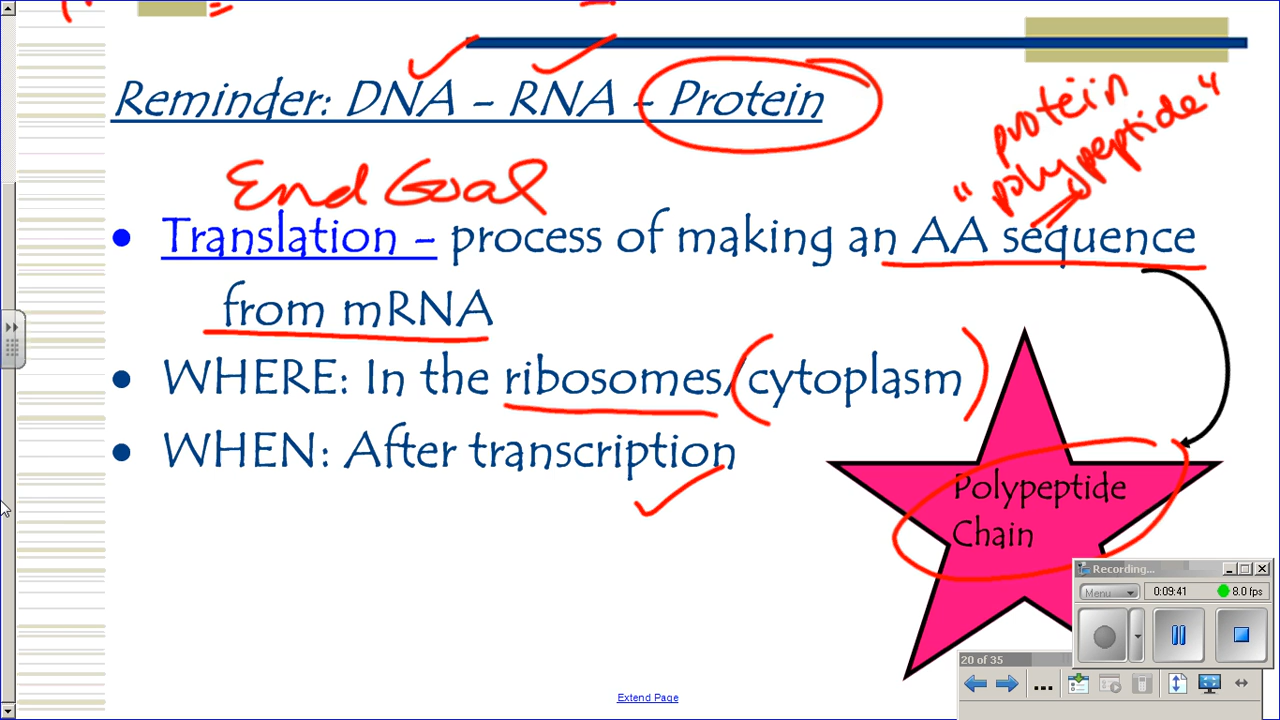 Reminder: DNA - RNA - Protein
protein
"polypeptide"
End Goal
• Translation - process of making an AA sequence
from mRNA
• WHERE: In the ribosomes/(cytoplasm)
• WHEN: After transcription
Polypeptide
Chain
Recording...
Menu
0:09:41
8.0 fps
20 of 35
...
Extend Page